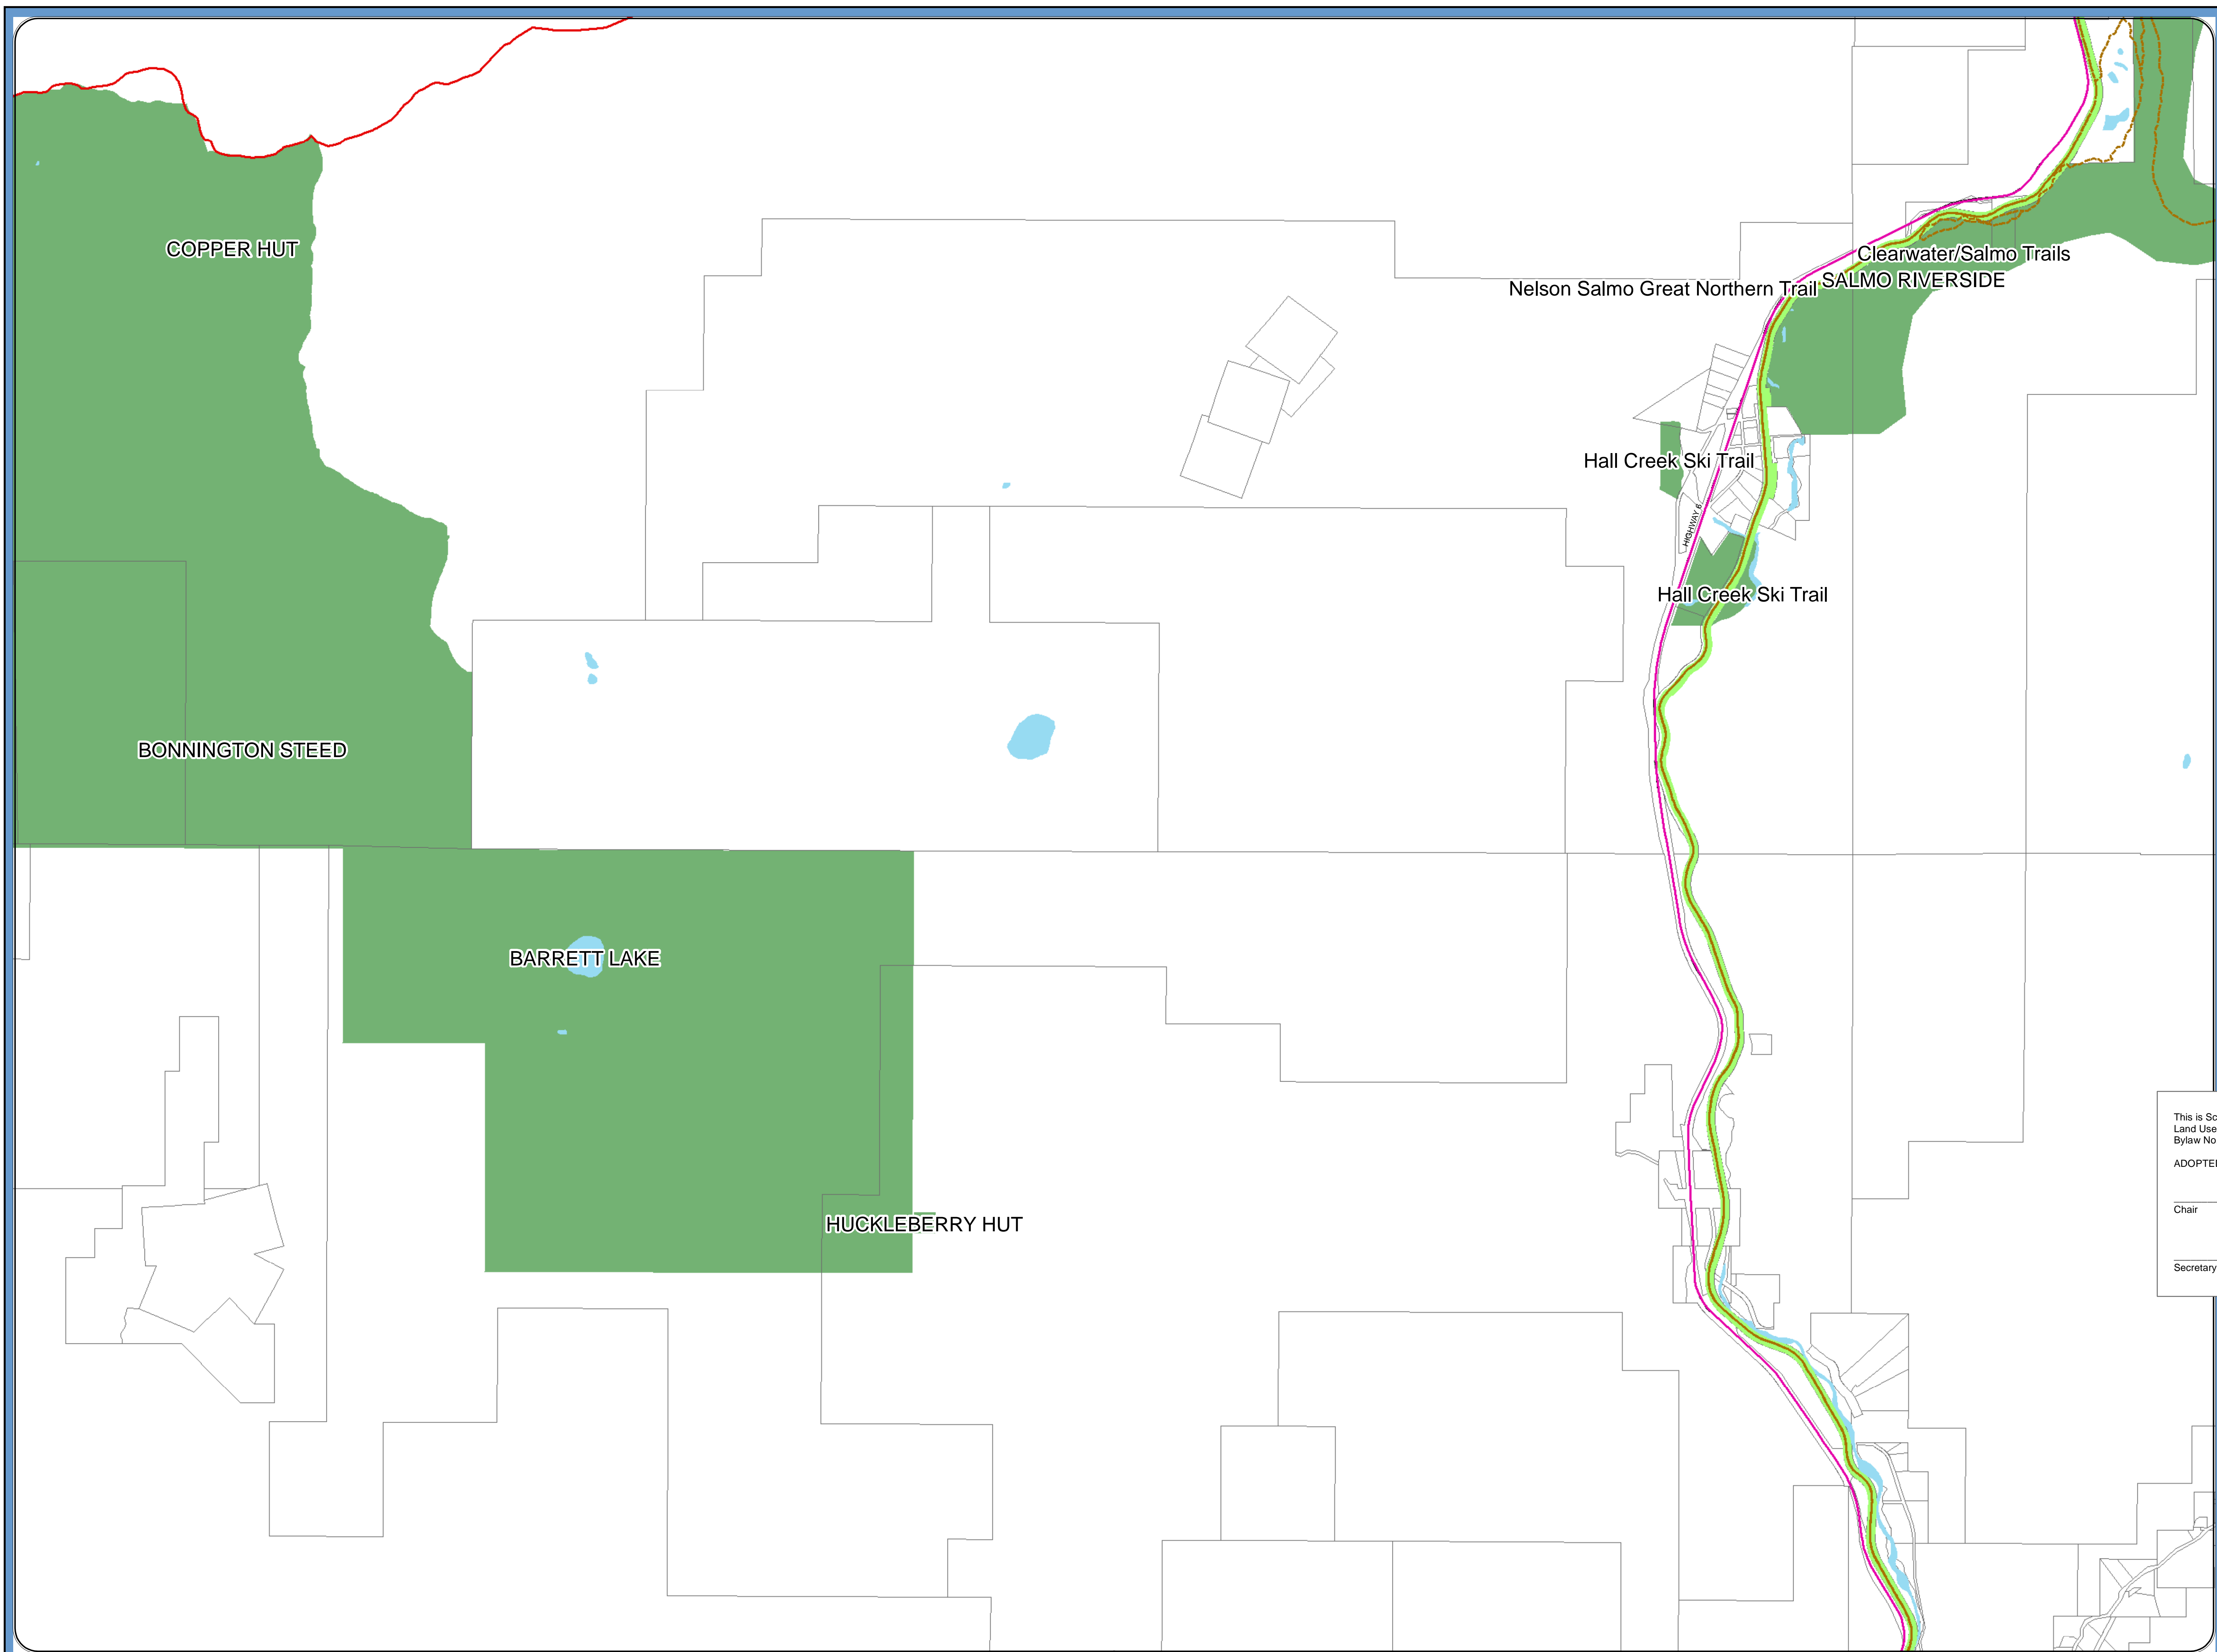 COPPER HUT
Clearwater/Salmo Trails
SALMO RIVERSIDE
Nelson Salmo Great Northern Trail
Hall Creek Ski Trail
HIGHWAY 6
Hall Creek Ski Trail
BONNINGTON STEED
BARRETT LAKE
HUCKLEBERRY HUT
This is Sc
Land Use
Bylaw No
ADOPTE
Chair
Secretary